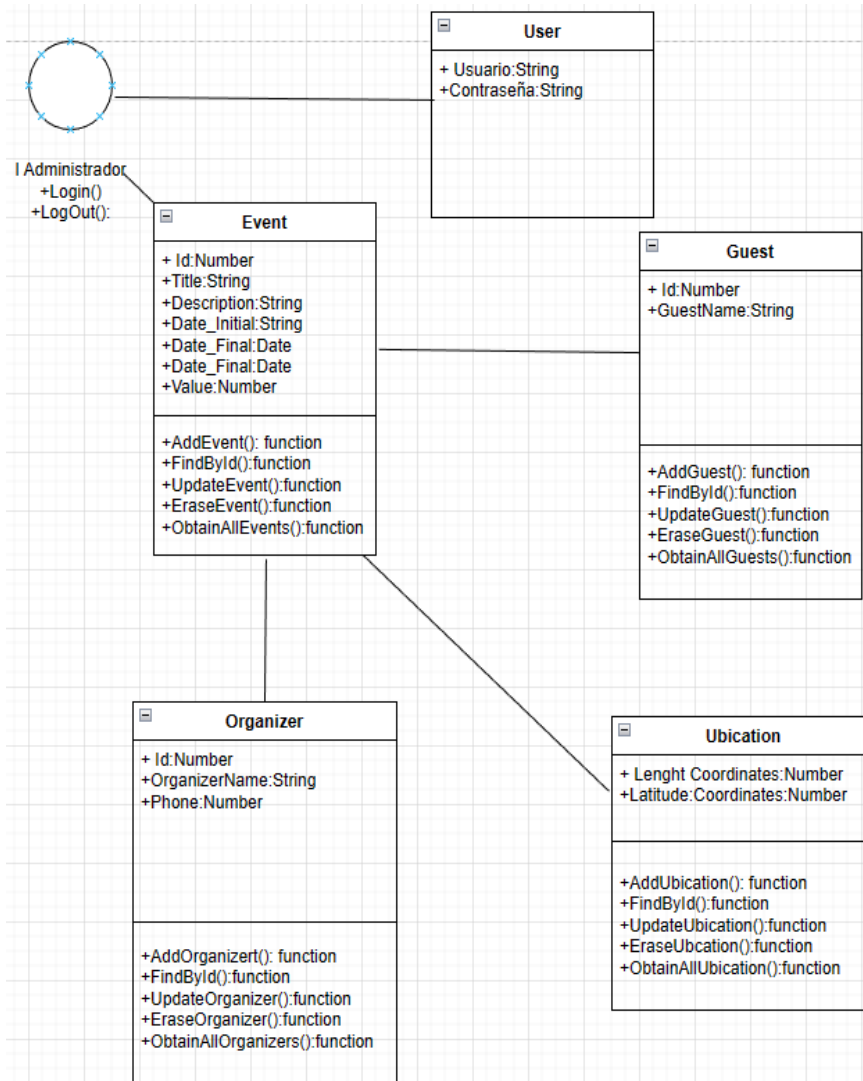 User
+ Usuario:String
+Contraseña:String
I Administrador
+Login()
+LogOut():
Event
+ Id:Number
+Title:String
+Description:String
+Date_Initial:String
+Date_Final:Date
+Date_Final:Date
+Value:Number
+AddEvent(): function
+FindById():function
+UpdateEvent():function
+EraseEvent():function
+ObtainAllEvents():function
Guest
+ Id:Number
+GuestName:String
+AddGuest(): function
+FindById():function
+UpdateGuest():function
+EraseGuest():function
+ObtainAllGuests():function
Organizer
+ Id:Number
+OrganizerName:String
+Phone:Number
+AddOrganizert(): function
+FindById():function
+UpdateOrganizer():function
+EraseOrganizer():function
+ObtainAllOrganizers():function
Ubication
+ Lenght Coordinates:Number
+Latitude:Coordinates:Number
+AddUbication(): function
+FindById():function
+UpdateUbication():function
+EraseUbcation():function
+ObtainAllUbication():function